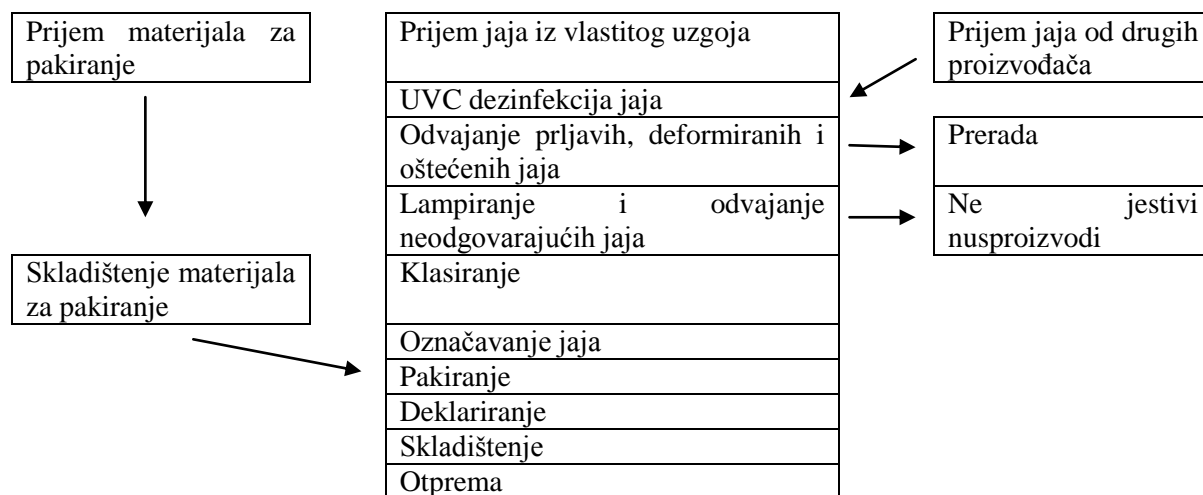 Prijem materijala za
pakiranje
Prijem jaja iz vlastitog uzgoja
Prijem jaja od drugih
proizvođača
UVC dezinfekcija jaja
Odvajanje prljavih, deformiranih i
oštećenih jaja
Prerada
Lampiranje i odvajanje
neodgovarajućih jaja
Ne jestivi
nusproizvodi
Skladištenje materijala
za pakiranje
Klasiranje
Označavanje jaja
Pakiranje
Deklariranje
Skladištenje
Otprema